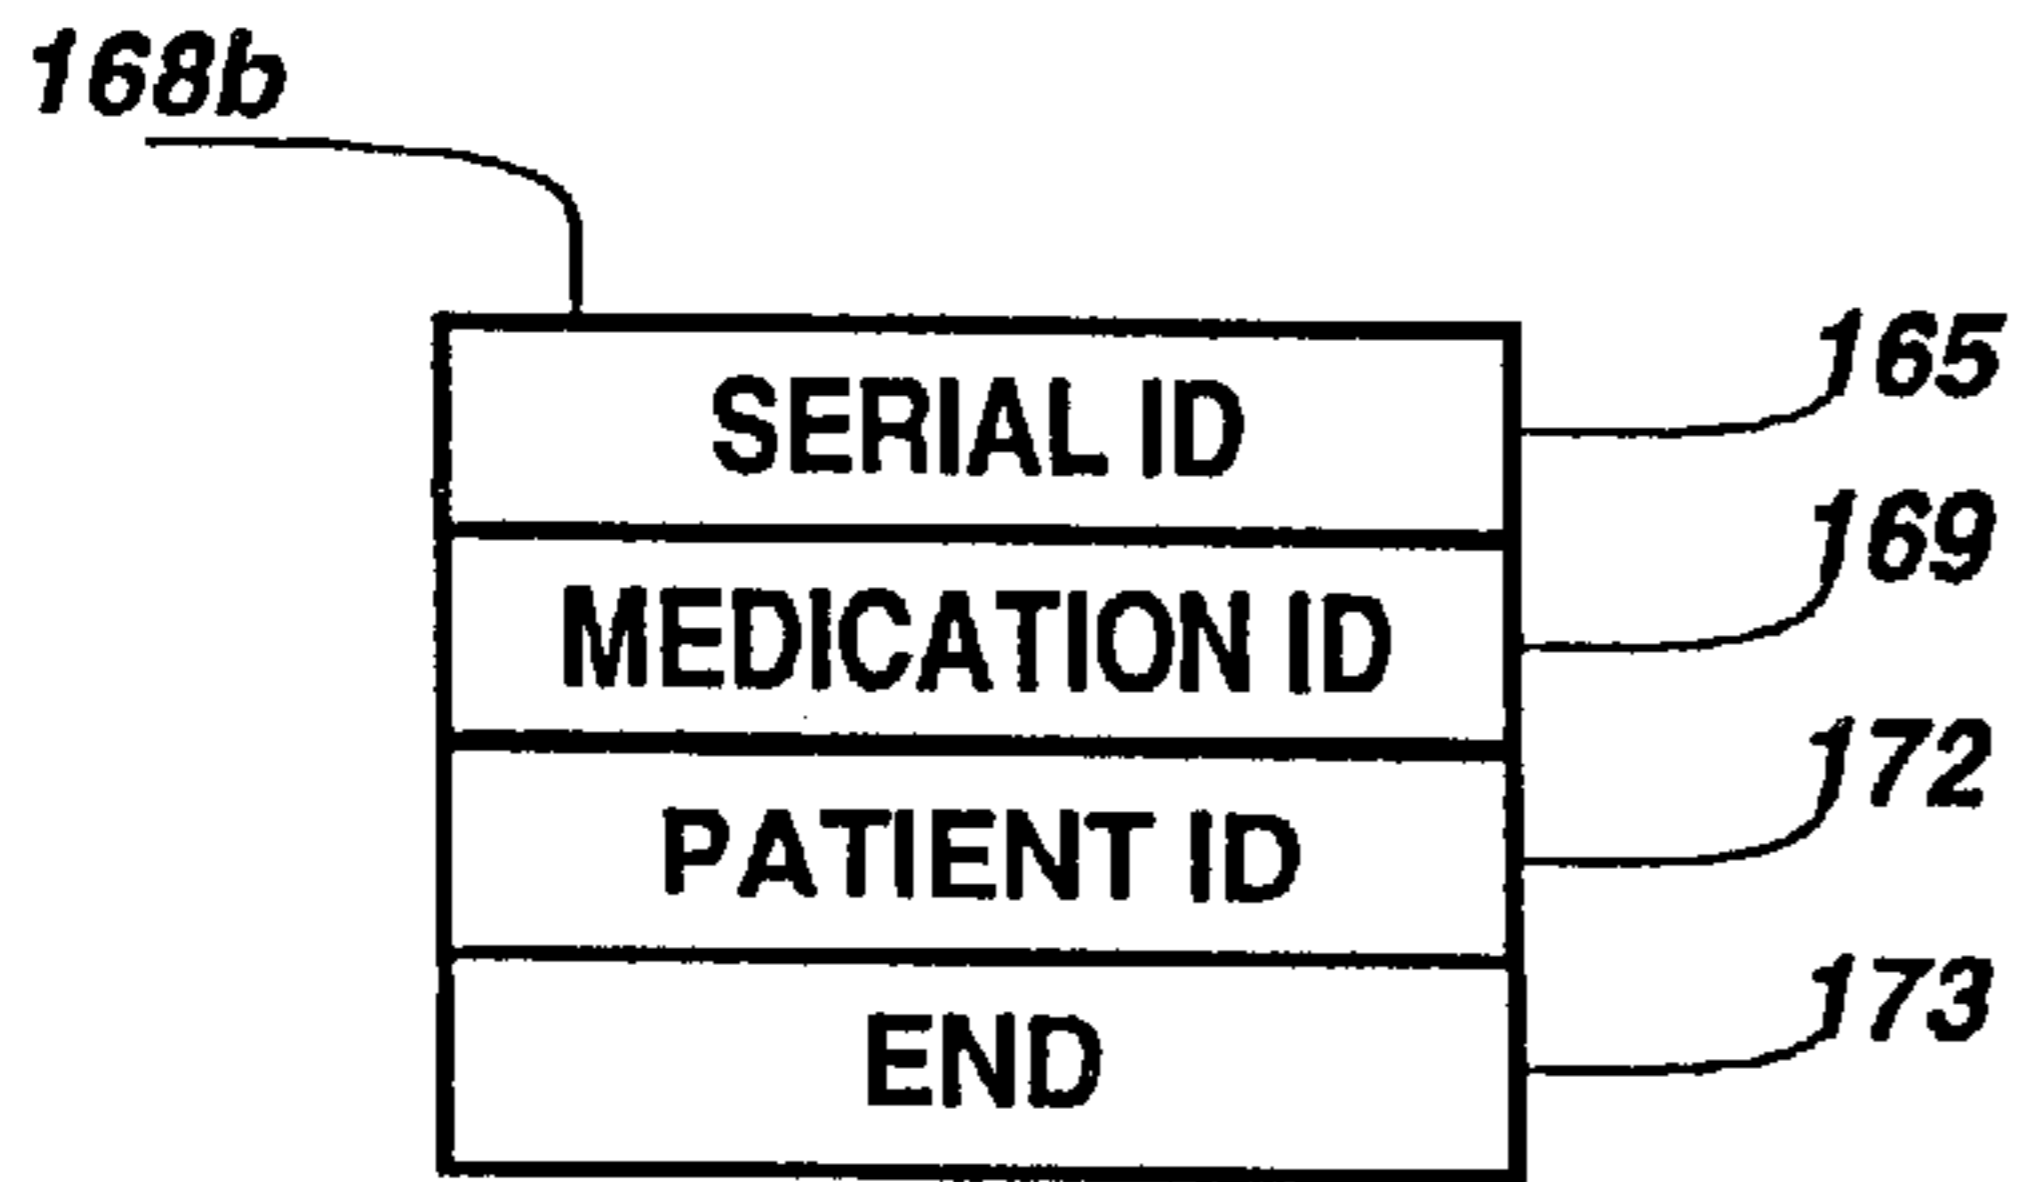 168b
SERIAL ID
165
MEDICATION ID
169
PATIENT ID
172
END
173